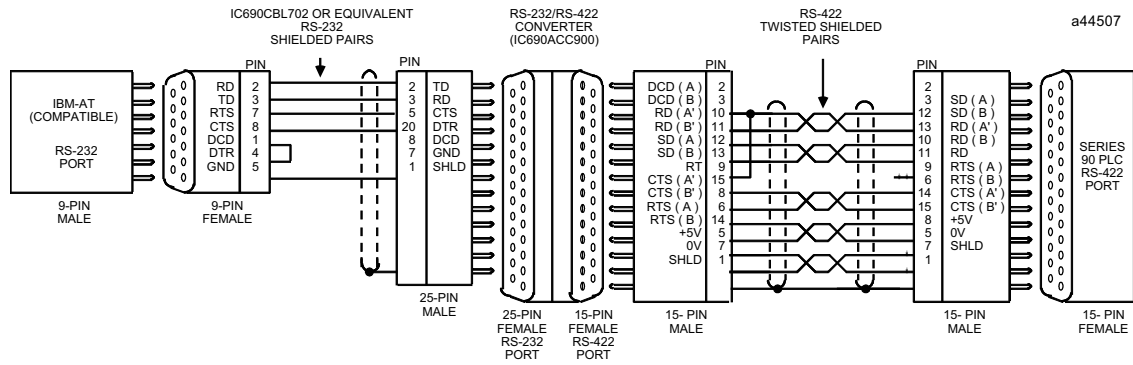 IC690CBL702 OR EQUIVALENT
RS-232
SHIELDED PAIRS
RS-232/RS-422
CONVERTER
(IC690ACC900)
RS-422
TWISTED SHIELDED
PAIRS
a44507
IBM-AT
(COMPATIBLE)
RS-232
PORT
9-PIN
MALE
PIN
RD 2
TD 3
RTS 7
CTS 8
DCD 1
DTR 4
GND 5
9-PIN
FEMALE
PIN
2 TD
3 RD
5 CTS
20 DTR
8 DCD
7 GND
1 SHLD
25-PIN
MALE
25-PIN
FEMALE
RS-232
PORT
15-PIN
FEMALE
RS-422
PORT
PIN
DCD ( A ) 2
DCD ( B ) 3
RD ( A' ) 10
RD ( B' ) 11
SD ( A ) 12
SD ( B ) 13
RT 9
CTS ( A' ) 15
CTS ( B' ) 8
RTS ( A ) 6
RTS ( B ) 14
+5V 5
0V 7
SHLD 1
15- PIN
MALE
PIN
2
3 SD ( A )
12 SD ( B )
13 RD ( A' )
10 RD ( B )
11 RD
9 RTS ( A )
6 RTS ( B )
14 CTS ( A' )
15 CTS ( B' )
8 +5V
5 0V
7 SHLD
1
15- PIN
MALE
SERIES
90 PLC
RS-422
PORT
15- PIN
FEMALE